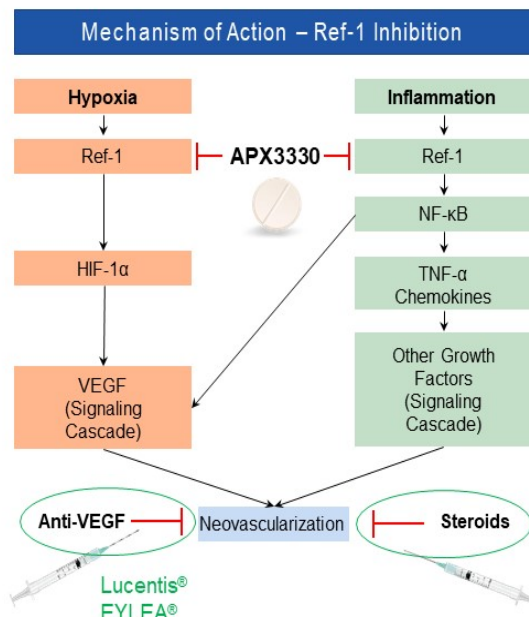 Mechanism of Action – Ref-1 Inhibition
Hypoxia
Inflammation
Ref-1
APX3330
Ref-1
NF-κB
HIF-1α
TNF-α
Chemokines
VEGF
(Signaling
Cascade)
Other Growth
Factors
(Signaling
Cascade)
Anti-VEGF
Neovascularization
Steroids
Lucentis®
EYLEA®